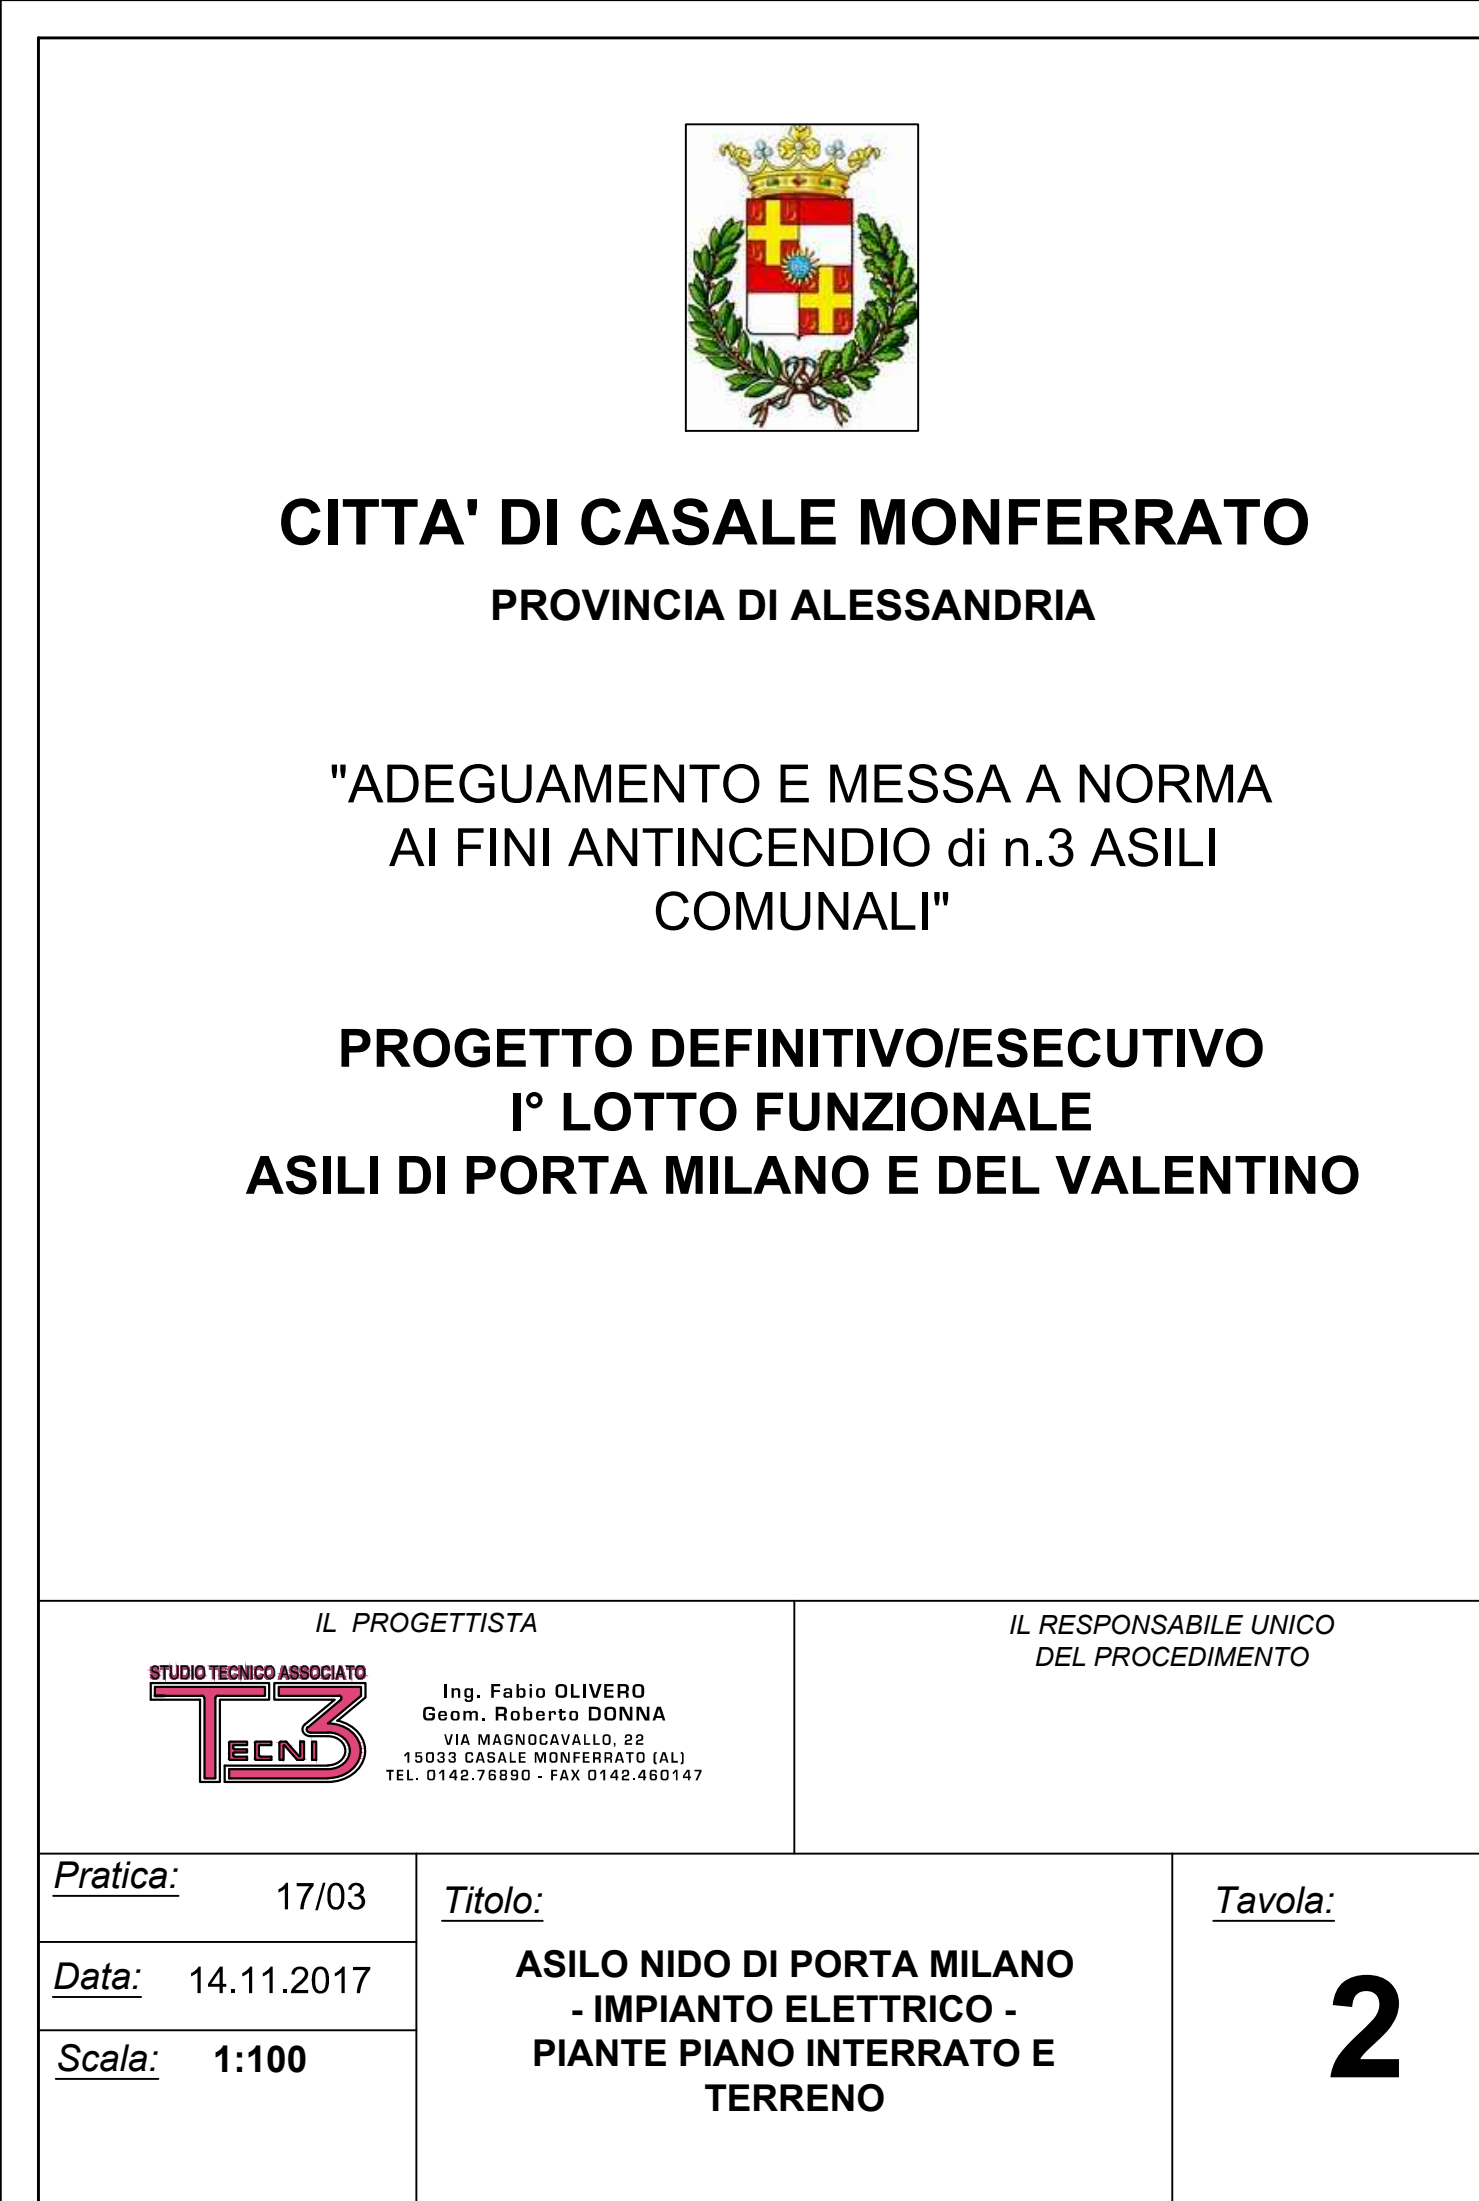 CITTA' DI CASALE MONFERRATO
PROVINCIA DI ALESSANDRIA
"ADEGUAMENTO E MESSA A NORMA
AI FINI ANTINCENDIO di n.3 ASILI
COMUNALI"
PROGETTO DEFINITIVO/ESECUTIVO
I° LOTTO FUNZIONALE
ASILI DI PORTA MILANO E DEL VALENTINO
IL PROGETTISTA
STUDIO TECNICO ASSOCIATO
TECNI3
Ing. Fabio OLIVERO
Geom. Roberto DONNA
VIA MAGNOCAVALLO, 22
15033 CASALE MONFERRATO (AL)
TEL. 0142.76890 - FAX 0142.460147
IL RESPONSABILE UNICO
DEL PROCEDIMENTO
Pratica: 17/03
Data: 14.11.2017
Scala: 1:100
Titolo:
ASILO NIDO DI PORTA MILANO
- IMPIANTO ELETTRICO -
PIANTE PIANO INTERRATO E
TERRENO
Tavola:
2